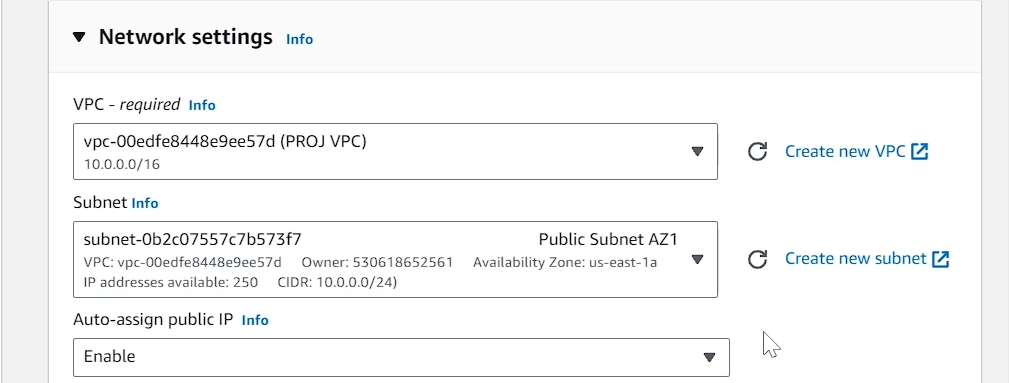 Network settings Info
VPC - required Info
vpc-00edfe8448e9ee57d (PROJ VPC)
10.0.0.0/16
Create new VPC
Subnet Info
subnet-0b2c07557c7b573f7 Public Subnet AZ1
VPC: vpc-00edfe8448e9ee57d Owner: 530618652561 Availability Zone: us-east-1a
IP addresses available: 250 CIDR: 10.0.0.0/24)
Create new subnet
Auto-assign public IP Info
Enable